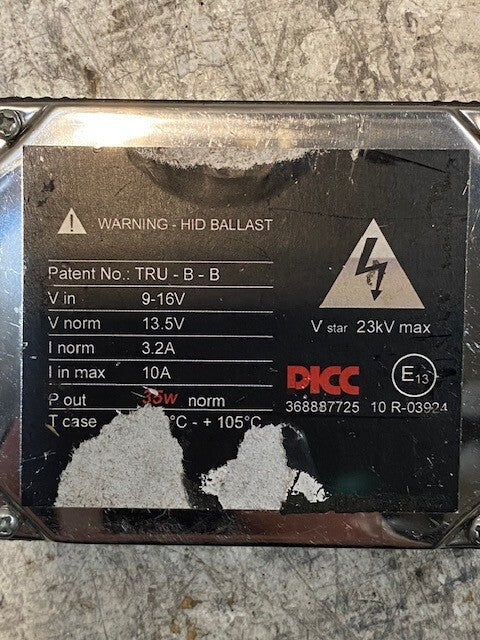 WARNING - HID BALLAST
Patent No.: TRU - B - B
V in 9-16V
V norm 13.5V
I norm 3.2A
I in max 10A
P out 35w norm
T case °C - + 105°C
V star 23kV max
DICC E13
368887725 10 R-03924